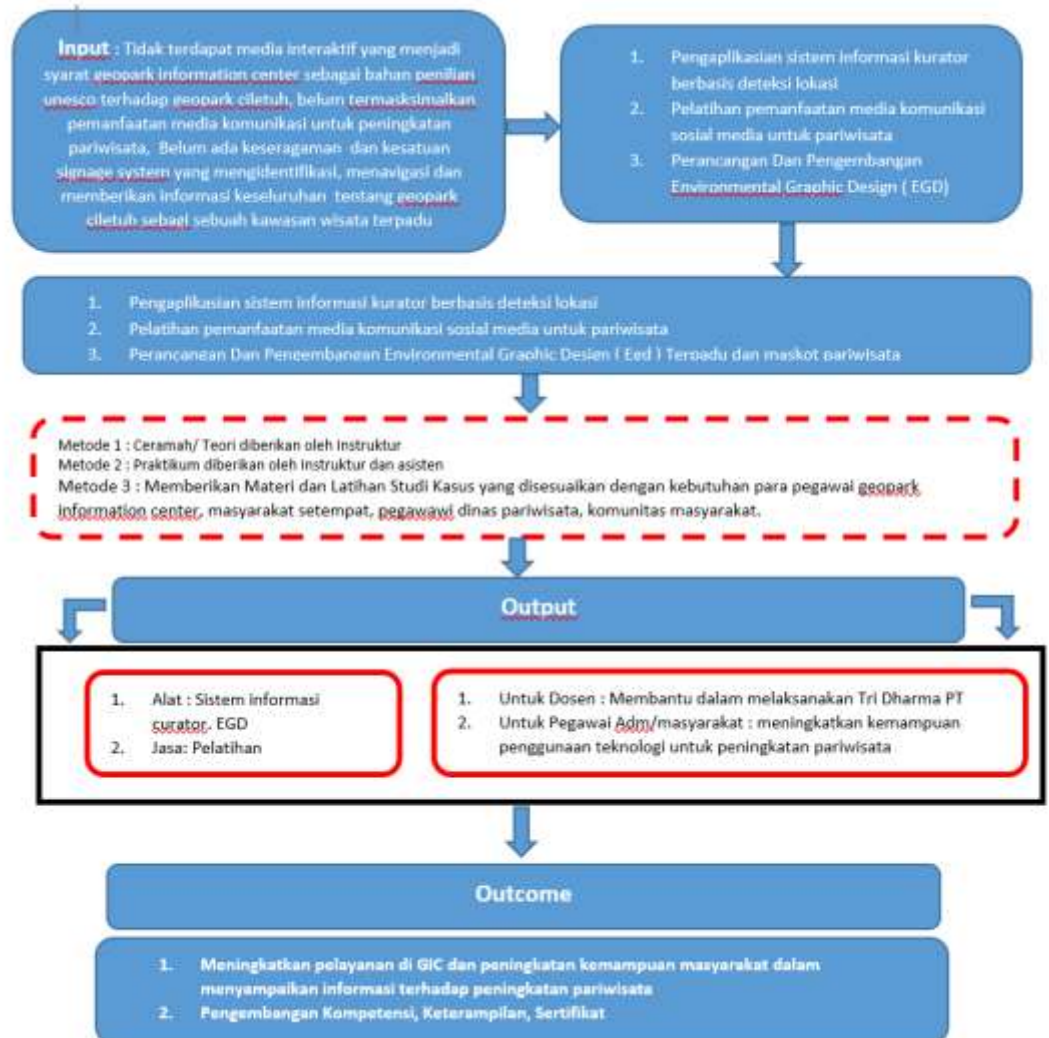 Input : Tidak terdapat media interaktif yang menjadi
syarat geopark information center sebagai bahan penilian
unesco terhadap geopark ciletuh, belum termasksimalkan
pemanfaatan media komunikasi untuk peningkatan
pariwisata, Belum ada keseragaman dan kesatuan
signage system yang mengidentifikasi, menavigasi dan
memberikan informasi keseluruhan tentang geopark
ciletuh sebagi sebuah kawasan wisata terpadu
1. Pengaplikasian sistem informasi kurator
berbasis deteksi lokasi
2. Pelatihan pemanfaatan media komunikasi
sosial media untuk pariwisata
3. Perancangan Dan Pengembangan
Environmental Graphic Design ( EGD)
1. Pengaplikasian sistem informasi kurator berbasis deteksi lokasi
2. Pelatihan pemanfaatan media komunikasi sosial media untuk pariwisata
3. Perancangan Dan Pengembangan Environmental Graphic Design ( Egd ) Terpadu dan maskot pariwisata
Metode 1 : Ceramah/ Teori diberikan oleh Instruktur
Metode 2 : Praktikum diberikan oleh Instruktur dan asisten
Metode 3 : Memberikan Materi dan Latihan Studi Kasus yang disesuaikan dengan kebutuhan para pegawai geopark
information center, masyarakat setempat, pegawawi dinas pariwisata, komunitas masyarakat.
Output
1. Alat : Sistem informasi
curator, EGD
2. Jasa: Pelatihan
1. Untuk Dosen : Membantu dalam melaksanakan Tri Dharma PT
2. Untuk Pegawai Adm/masyarakat : meningkatkan kemampuan
penggunaan teknologi untuk peningkatan pariwisata
Outcome
1. Meningkatkan pelayanan di GIC dan peningkatan kemampuan masyarakat dalam
menyampaikan informasi terhadap peningkatan pariwisata
2. Pengembangan Kompetensi, Keterampilan, Sertifikat